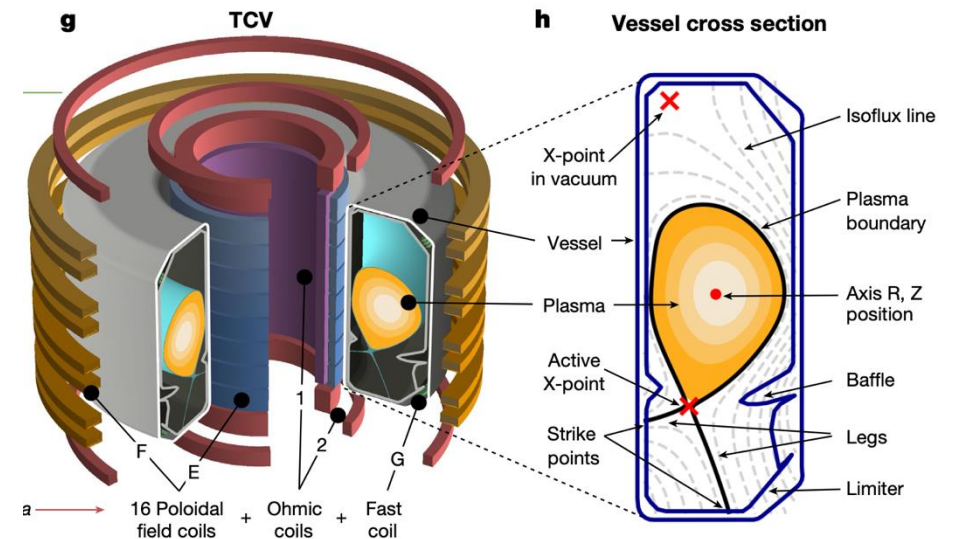 g
TCV
F
E
1
2
G
a
16 Poloidal
field coils
+
Ohmic
coils
+
Fast
coil
h
Vessel cross section
X-point
in vacuum
Vessel
Plasma
Active
X-point
Strike
points
Isoflux line
Plasma
boundary
Axis R, Z
position
Baffle
Legs
Limiter